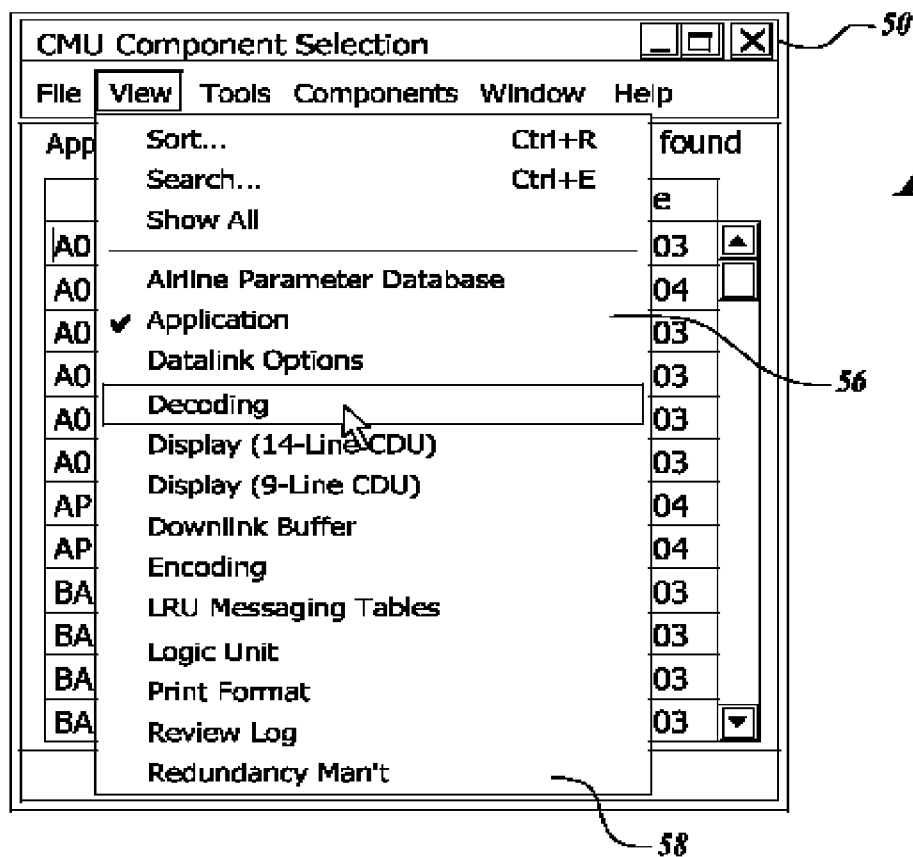 CMU Component Selection
50
File View Tools Components Window Help
App found
Sort... Ctrl+R
Search... Ctrl+E
e
Show All
A0 03
Airline Parameter Database
A0 04
Application
A0 03
Datalink Options
A0 03
56
Decoding
A0 03
Display (14-Line CDU)
A0 03
Display (9-Line CDU)
AP 04
Downlink Buffer
AP 04
Encoding
BA 03
LRU Messaging Tables
BA 03
Logic Unit
BA 03
Print Format
BA 03
Review Log
Redundancy Man't
58